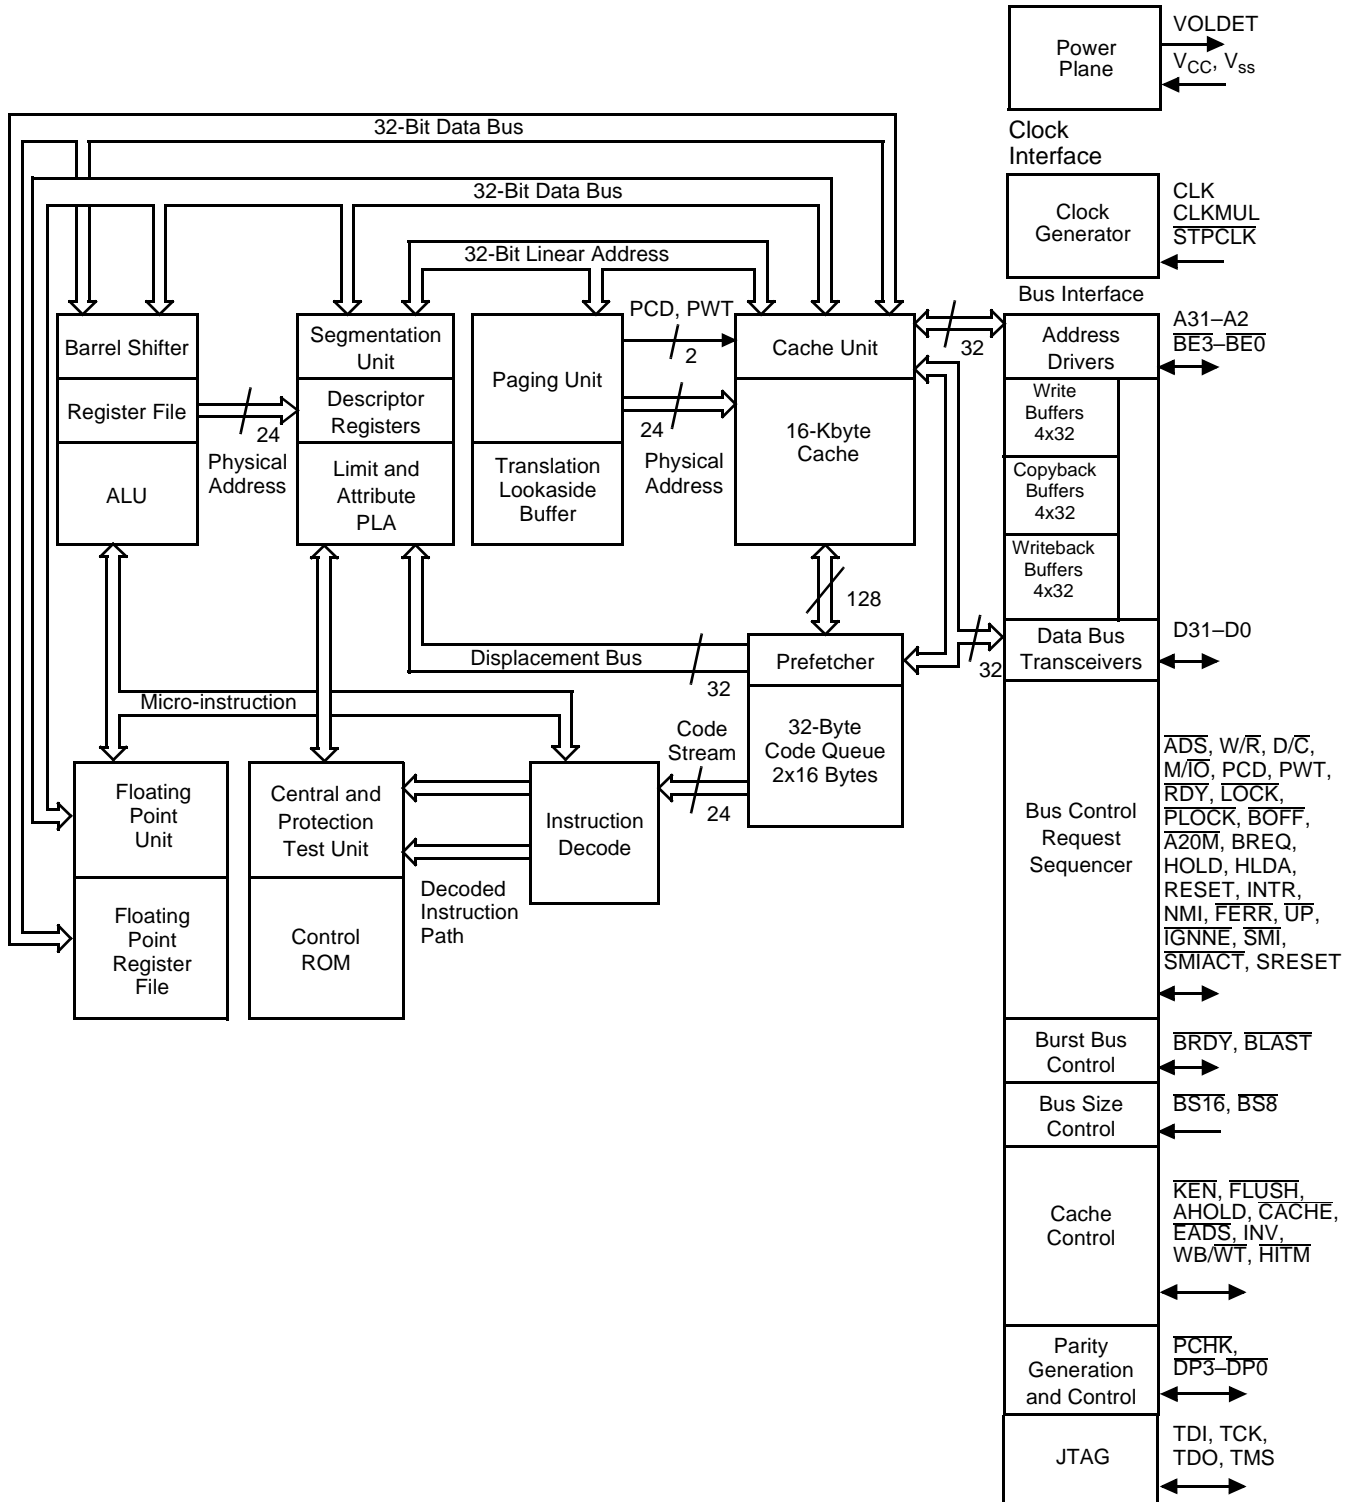 Power
Plane
VOLDET
VCC, Vss
Clock
Interface
Clock
Generator
CLK
CLKMUL
STPCLK
Bus Interface
32-Bit Data Bus
32-Bit Data Bus
32-Bit Linear Address
PCD, PWT
2
Barrel Shifter
Register File
ALU
24
Physical
Address
Segmentation
Unit
Descriptor
Registers
Limit and
Attribute
PLA
Paging Unit
Translation
Lookaside
Buffer
24
Physical
Address
Cache Unit
16-Kbyte
Cache
32
Address
Drivers
A31–A2
BE3–BE0
Write
Buffers
4x32
Copyback
Buffers
4x32
Writeback
Buffers
4x32
128
Displacement Bus
32
Prefetcher
32-Byte
Code Queue
2x16 Bytes
32
Data Bus
Transceivers
D31–D0
Micro-instruction
Code
Stream
24
Floating
Point
Unit
Floating
Point
Register
File
Central and
Protection
Test Unit
Control
ROM
Instruction
Decode
Decoded
Instruction
Path
Bus Control
Request
Sequencer
ADS, W/R, D/C,
M/IO, PCD, PWT,
RDY, LOCK,
PLOCK, BOFF,
A20M, BREQ,
HOLD, HLDA,
RESET, INTR,
NMI, FERR, UP,
IGNNE, SMI,
SMIACT, SRESET
Burst Bus
Control
BRDY, BLAST
Bus Size
Control
BS16, BS8
Cache
Control
KEN, FLUSH,
AHOLD, CACHE,
EADS, INV,
WB/WT, HITM
Parity
Generation
and Control
PCHK,
DP3–DP0
JTAG
TDI, TCK,
TDO, TMS